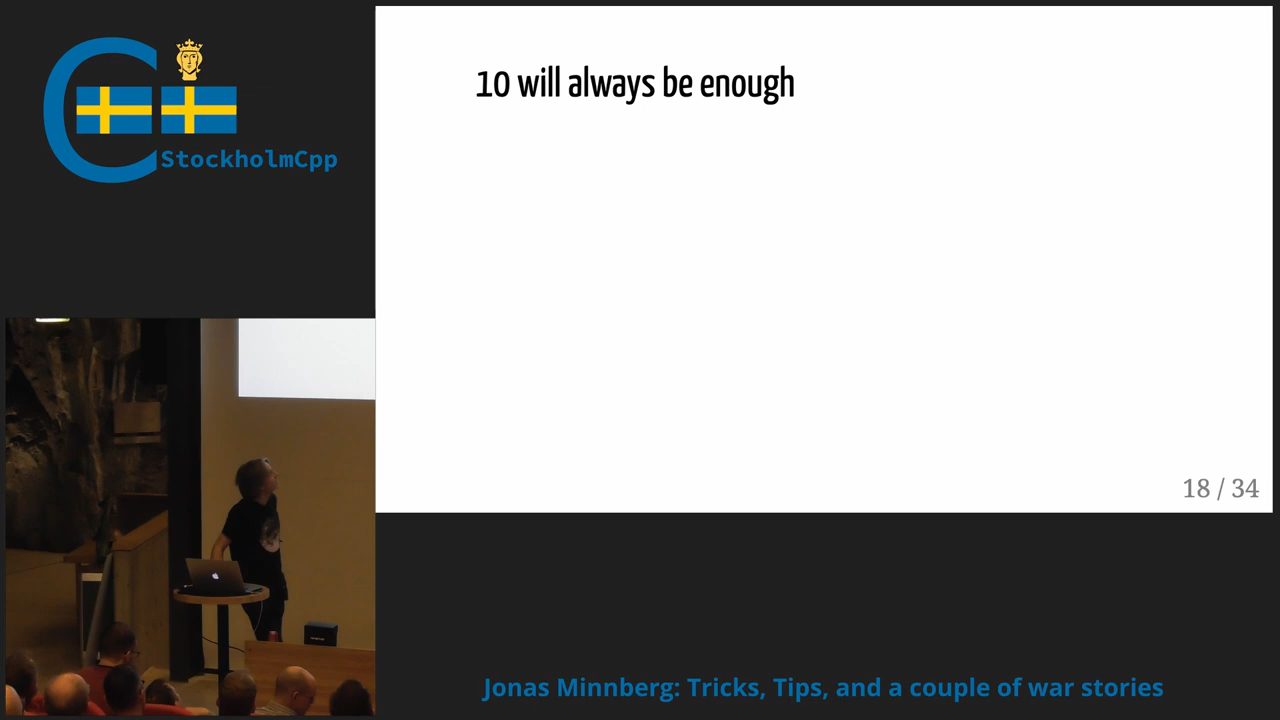 StockholmCpp
10 will always be enough
18 / 34
Jonas Minnberg: Tricks, Tips, and a couple of war stories